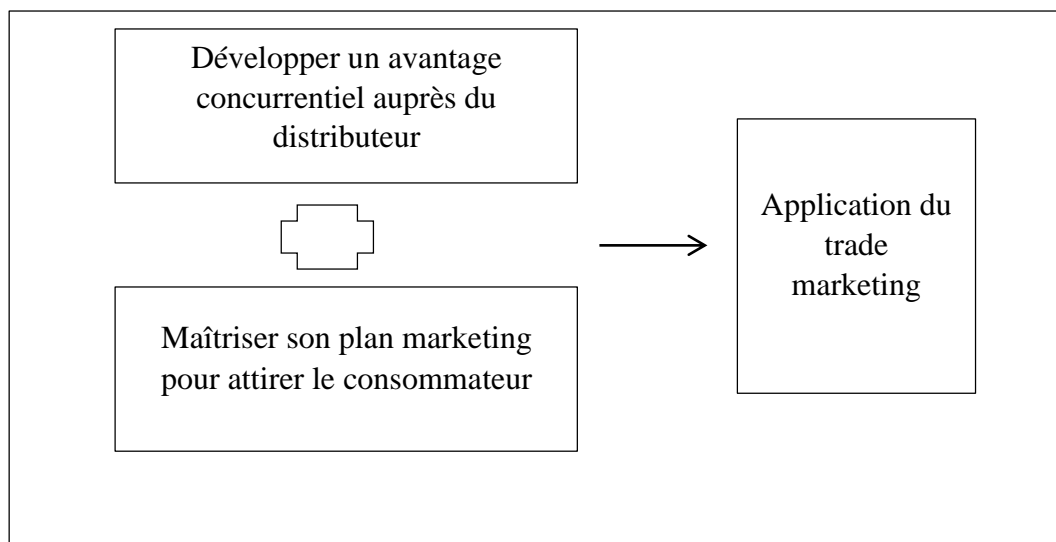 Développer un avantage
concurrentiel auprès du
distributeur
Maîtriser son plan marketing
pour attirer le consommateur
Application du
trade
marketing